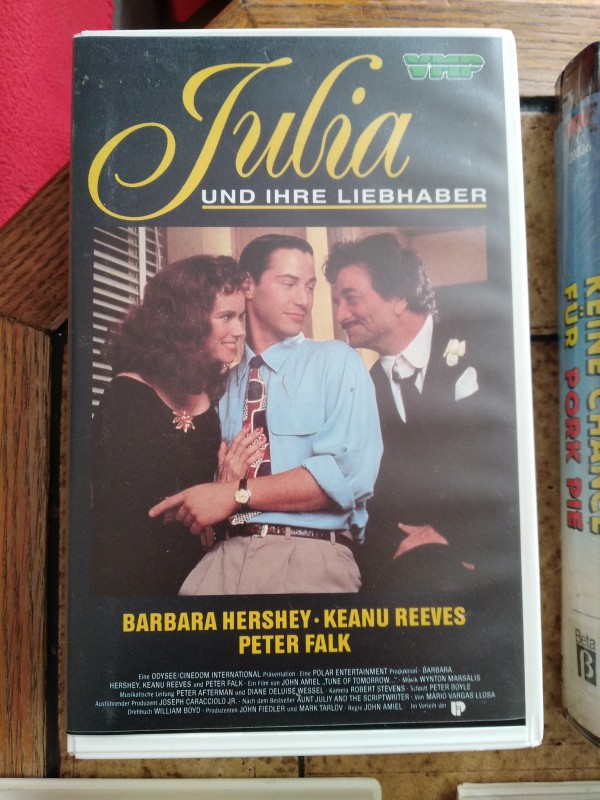 VMP
Julia
UND IHRE LIEBHABER
BARBARA HERSHEY · KEANU REEVES
PETER FALK
Eine ODYSEE/CINEDOM INTERNATIONAL Präsentation · Eine POLAR ENTERTAINMENT Produktion · BARBARA
HERSHEY, KEANU REEVES und PETER FALK · Ein Film von JOHN AMIEL „TUNE OF TOMORROW...“ · Musik WYNTON MARSALIS
Musikalische Leitung PETER AFTERMAN und DIANE DELUISE WESSEL · Kamera ROBERT STEVENS · Schnitt PETER BOYLE
Ausführender Produzent JOSEPH CARACCIOLO JR. · Nach dem Bestseller AUNT JULIY AND THE SCRIPTWRITER · Von MARIO VARGAS LLOSA
Drehbuch WILLIAM BOYD · Produzenten JOHN FIEDLER und MARK TARLOV · Regie JOHN AMIEL · Im Verleih der
KEINE CHANCE
FÜR PORK PIE
Beta